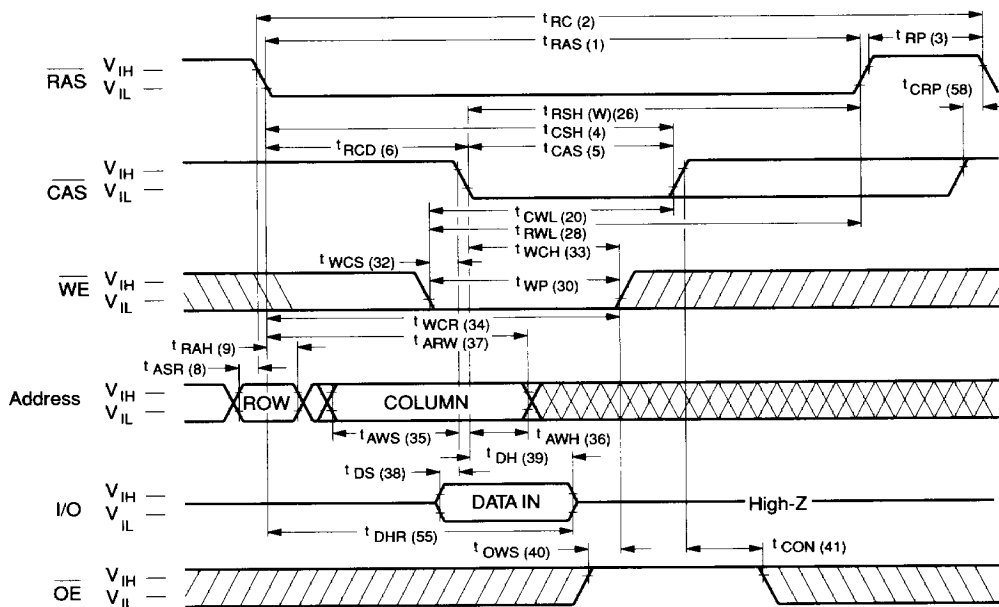 t RC (2)
t RAS (1)
t RP (3)
RAS
V IH
V IL
t CRP (58)
t RSH (W)(26)
t CSH (4)
t RCD (6)
t CAS (5)
CAS
V IH
V IL
t CWL (20)
t RWL (28)
t WCH (33)
t WCS (32)
t WP (30)
WE
V IH
V IL
t WCR (34)
t ARW (37)
t RAH (9)
t ASR (8)
Address
V IH
V IL
ROW
COLUMN
t AWS (35)
t AWH (36)
t DH (39)
t DS (38)
I/O
V IH
V IL
DATA IN
High-Z
t DHR (55)
t OWS (40)
t CON (41)
OE
V IH
V IL